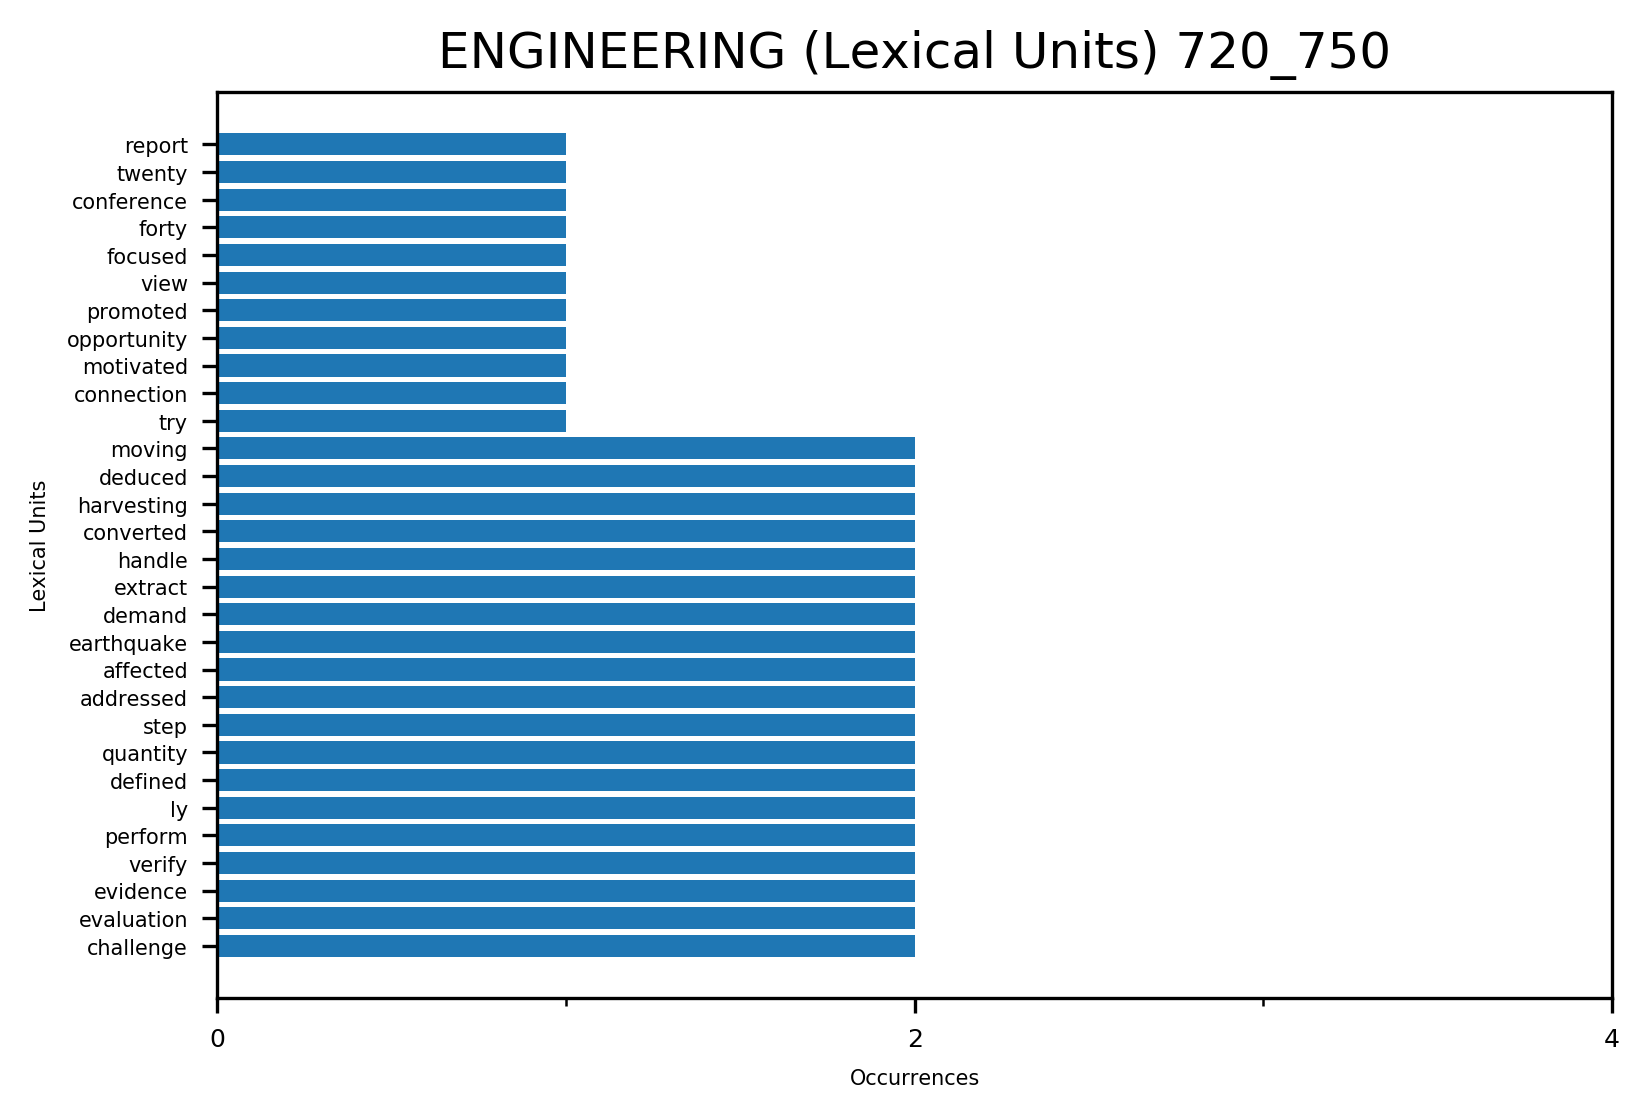 ENGINEERING (Lexical Units) 720_750
report
twenty
conference
forty
focused
view
promoted
opportunity
motivated
connection
try
moving
deduced
harvesting
converted
handle
extract
demand
earthquake
affected
addressed
step
quantity
defined
ly
perform
verify
evidence
evaluation
challenge
Lexical Units
0 2 4
Occurrences